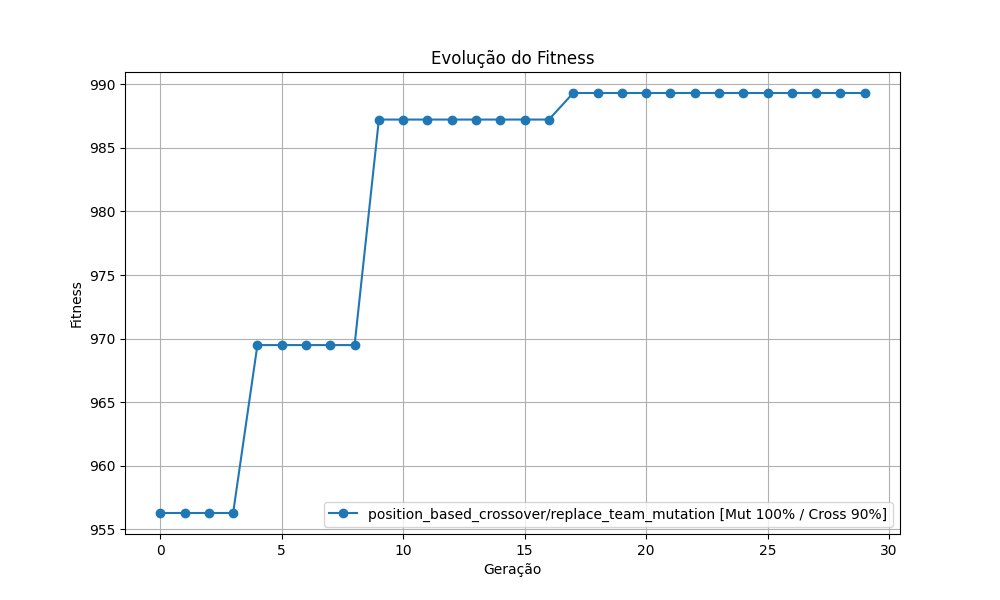 Evolução do Fitness
Fitness
990
985
980
975
970
965
960
955
0 5 10 15 20 25 30
Geração
position_based_crossover/replace_team_mutation [Mut 100% / Cross 90%]